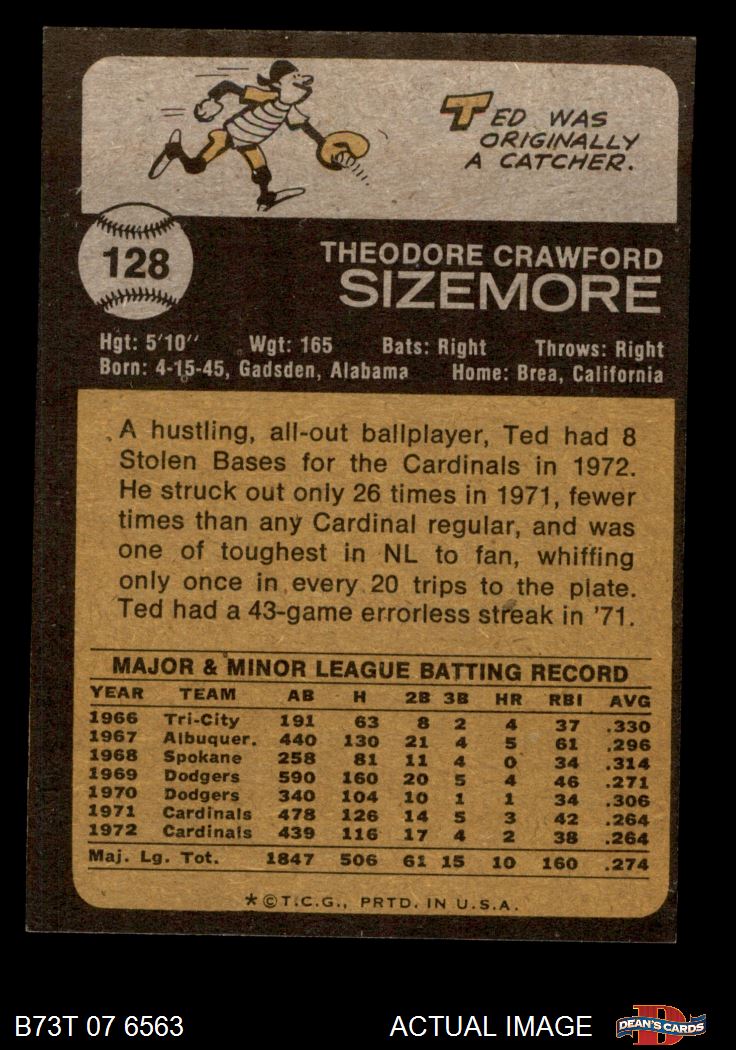 TED WAS
ORIGINALLY
A CATCHER.
128
THEODORE CRAWFORD
SIZEMORE
Hgt: 5'10" Wgt: 165 Bats: Right Throws: Right
Born: 4-15-45, Gadsden, Alabama Home: Brea, California
A hustling, all-out ballplayer, Ted had 8
Stolen Bases for the Cardinals in 1972.
He struck out only 26 times in 1971, fewer
times than any Cardinal regular, and was
one of toughest in NL to fan, whiffing
only once in every 20 trips to the plate.
Ted had a 43-game errorless streak in '71.
MAJOR & MINOR LEAGUE BATTING RECORD
YEAR TEAM AB H 2B 3B HR RBI AVG
1966 Tri-City 191 63 8 2 4 37 .330
1967 Albuquer. 440 130 21 4 5 61 .296
1968 Spokane 258 81 11 4 0 34 .314
1969 Dodgers 590 160 20 5 4 46 .271
1970 Dodgers 340 104 10 1 1 34 .306
1971 Cardinals 478 126 14 5 3 42 .264
1972 Cardinals 439 116 17 4 2 38 .264
Maj. Lg. Tot. 1847 506 61 15 10 160 .274
*©T.C.G., PRTD. IN U.S.A.
B73T 07 6563 ACTUAL IMAGE
D
DEAN'S CARDS